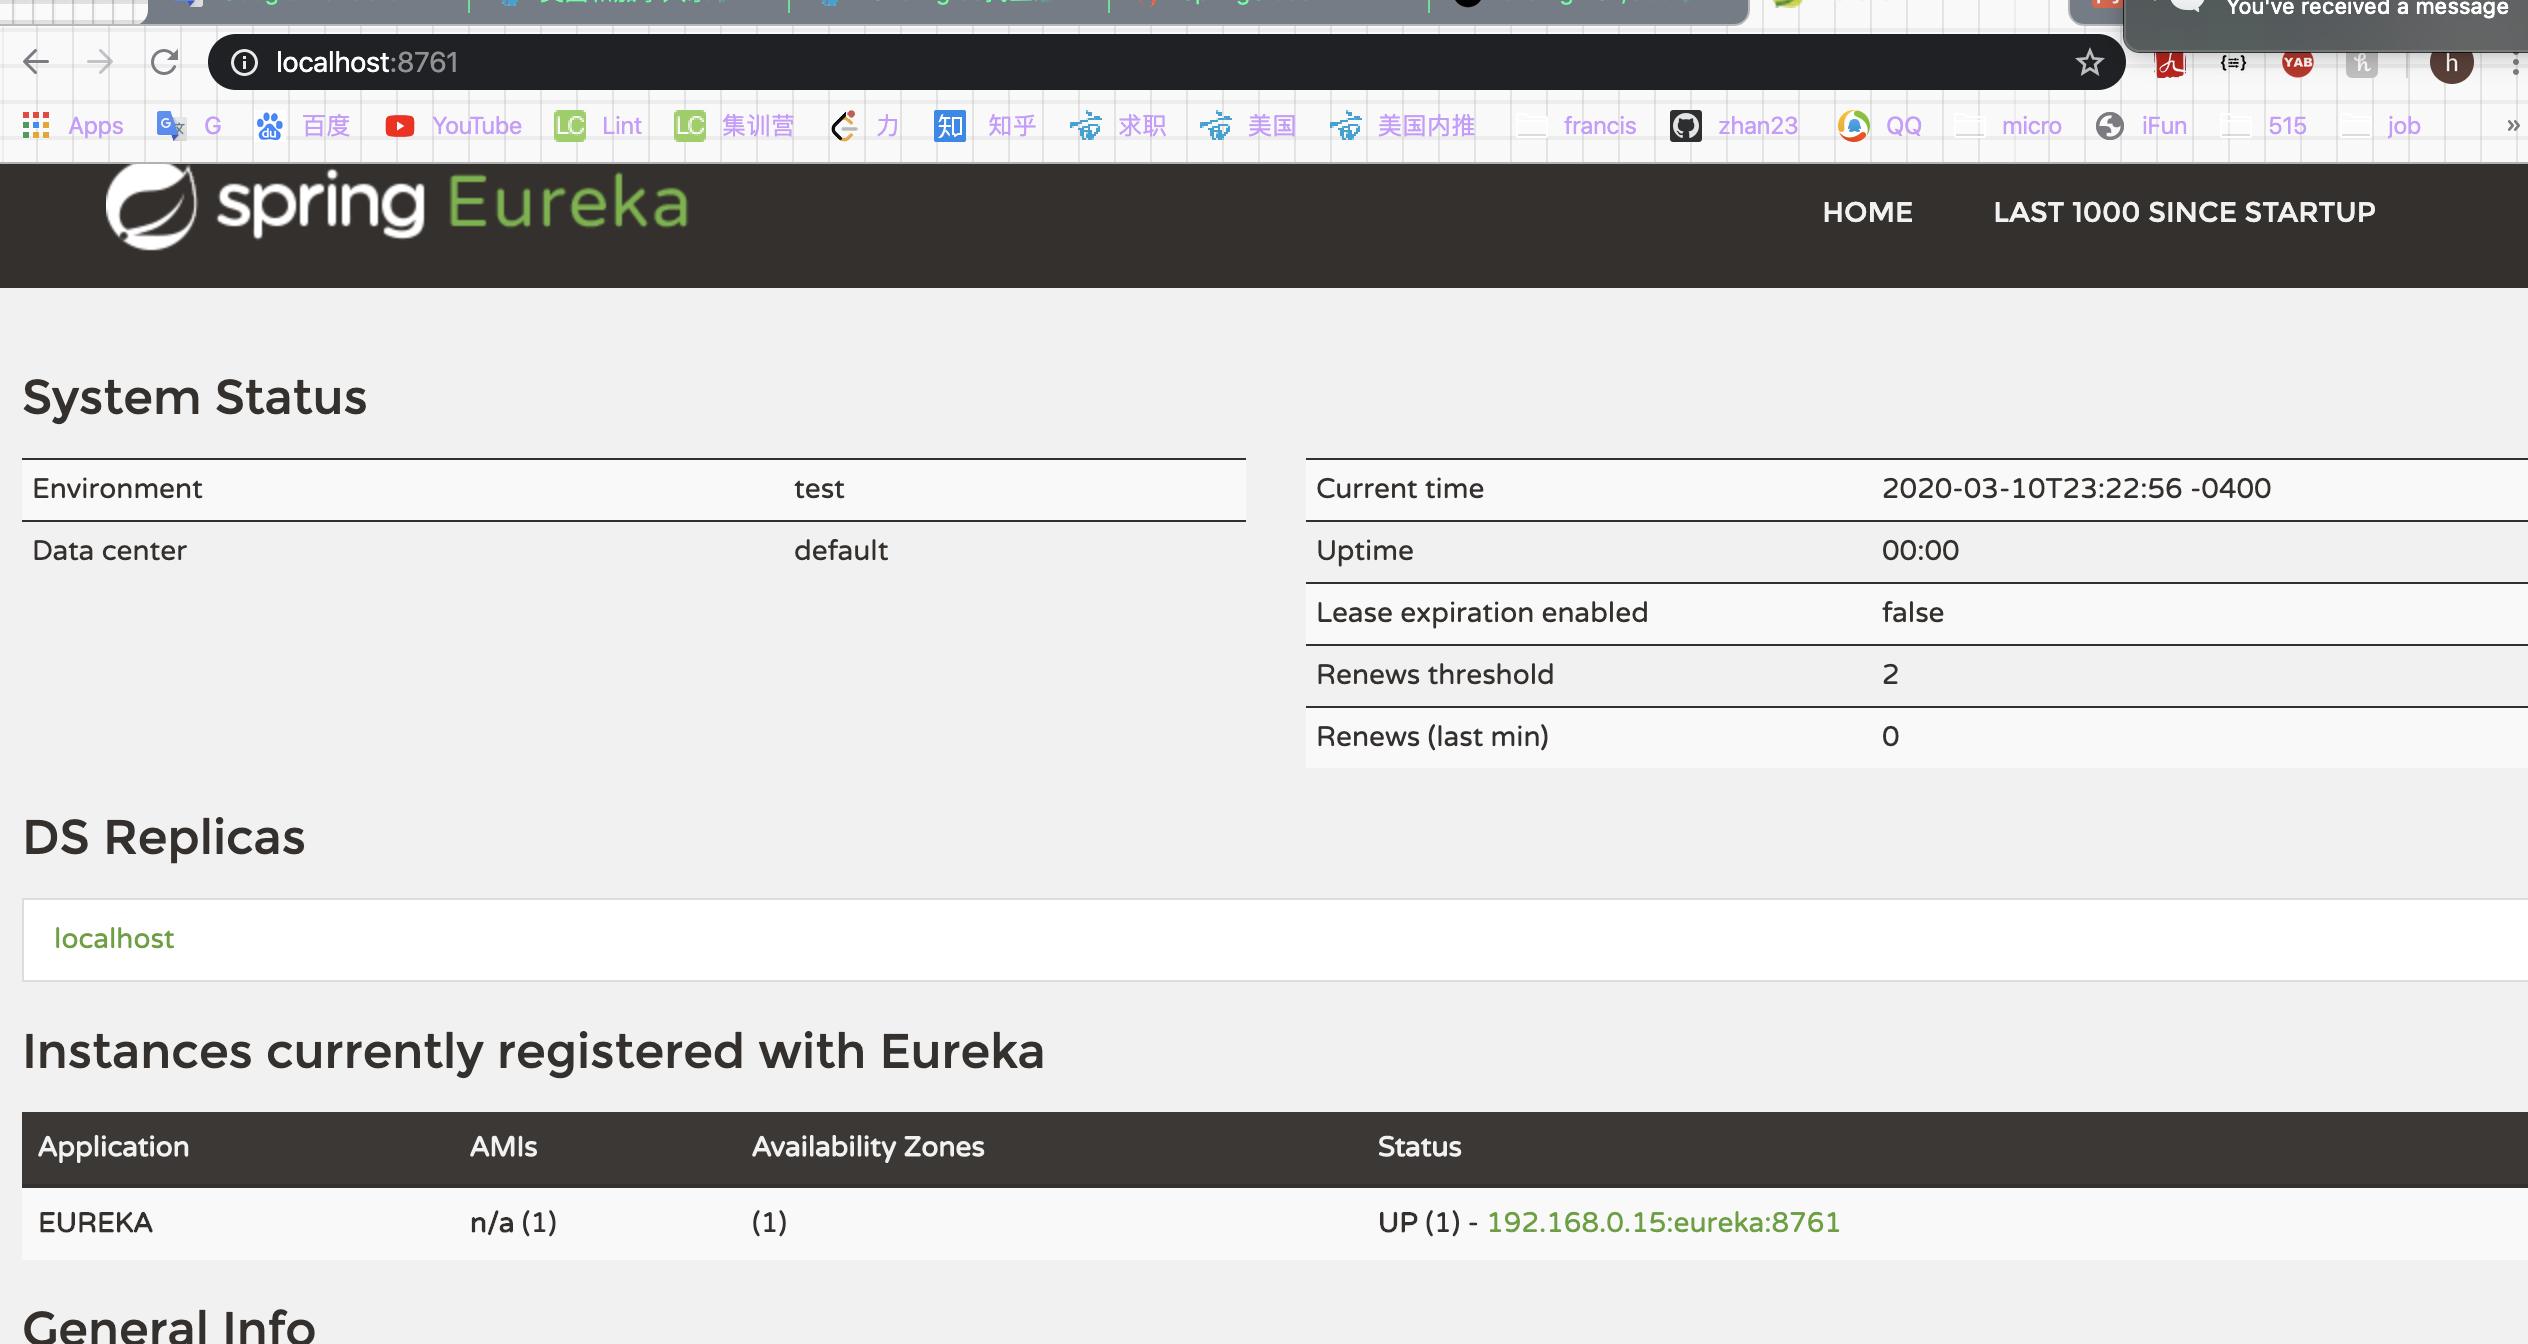 You've received a message
localhost:8761
Apps G 百度 YouTube LC Lint LC 集训营 力 知 知乎 求职 美国 美国内推 francis zhan23 QQ micro iFun 515 job »
spring Eureka HOME LAST 1000 SINCE STARTUP
System Status
Environment test
Data center default
Current time 2020-03-10T23:22:56 -0400
Uptime 00:00
Lease expiration enabled false
Renews threshold 2
Renews (last min) 0
DS Replicas
localhost
Instances currently registered with Eureka
Application AMIs Availability Zones Status
EUREKA n/a (1) (1) UP (1) - 192.168.0.15:eureka:8761
General Info